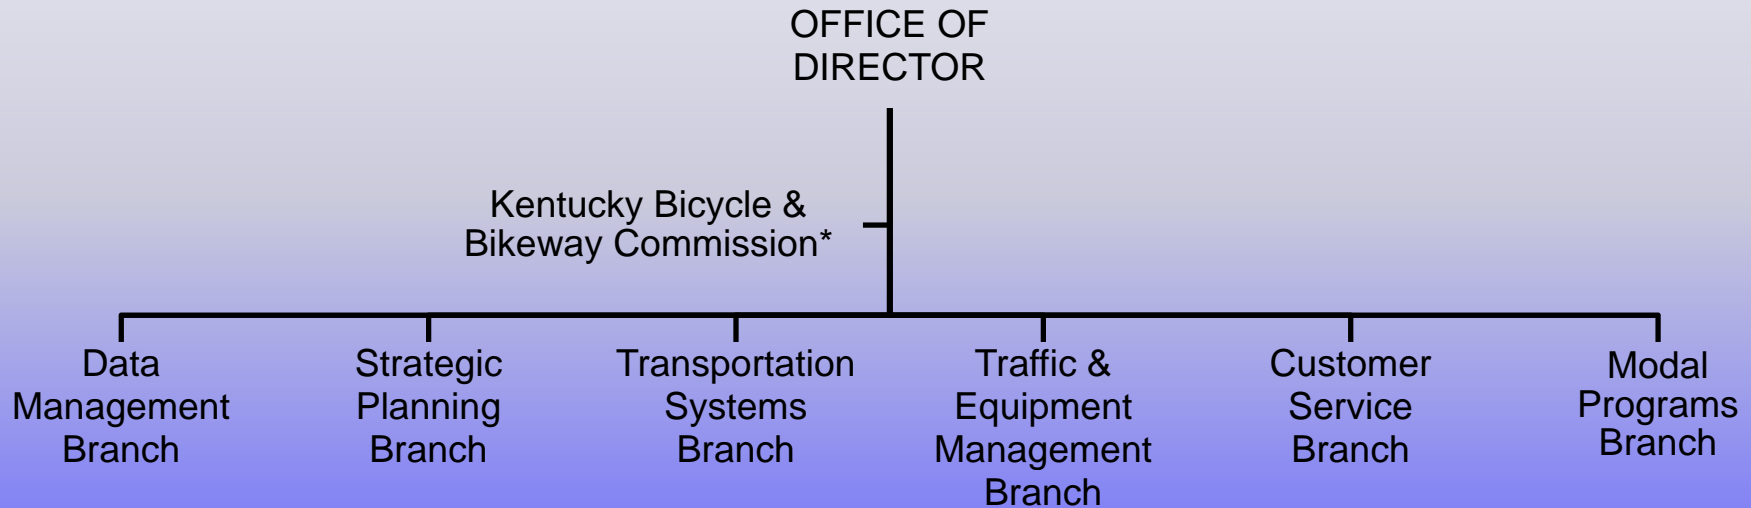 OFFICE OF
DIRECTOR
Kentucky Bicycle &
Bikeway Commission*
Data
Management
Branch
Strategic
Planning
Branch
Transportation
Systems
Branch
Traffic &
Equipment
Management
Branch
Customer
Service
Branch
Modal
Programs
Branch